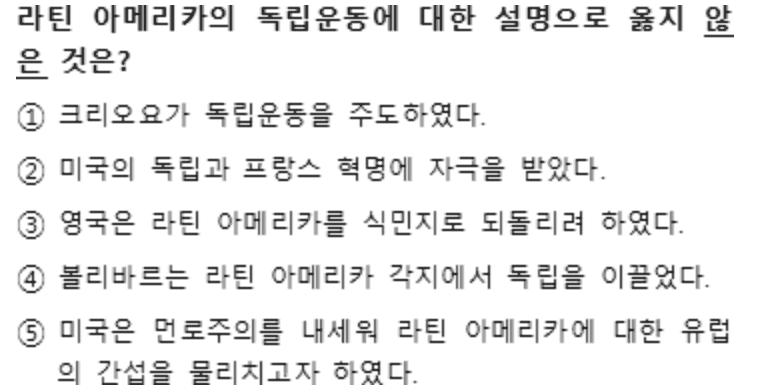 라틴 아메리카의 독립운동에 대한 설명으로 옳지 않
은 것은?
① 크리오요가 독립운동을 주도하였다.
② 미국의 독립과 프랑스 혁명에 자극을 받았다.
③ 영국은 라틴 아메리카를 식민지로 되돌리려 하였다.
④ 볼리바르는 라틴 아메리카 각지에서 독립을 이끌었다.
⑤ 미국은 먼로주의를 내세워 라틴 아메리카에 대한 유럽
의 간섭을 물리치고자 하였다.